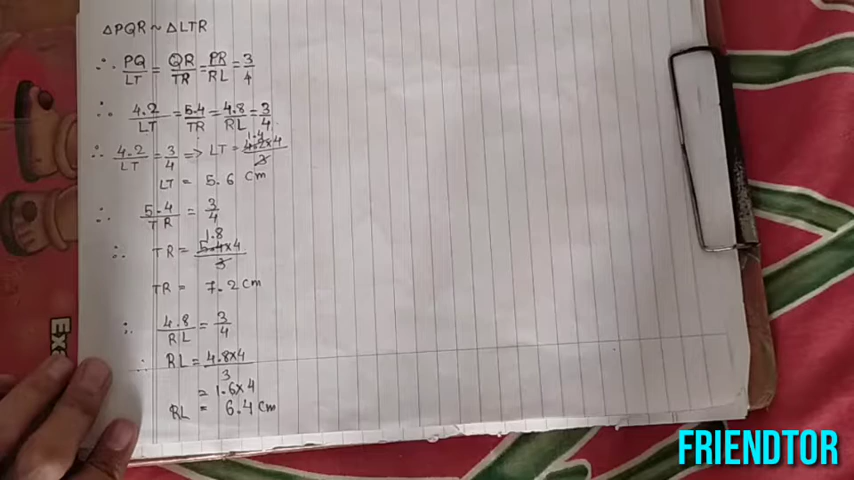 △PQR ~ △LTR
∴ PQ/LT = QR/TR = PR/RL = 3/4
∴ 4.2/LT = 5.4/TR = 4.8/RL = 3/4
∴ 4.2/LT = 3/4 => LT = 1.4 4.2×4/3
LT = 5.6 cm
∴ 5.4/TR = 3/4
∴ TR = 1.8 5.4×4/3
TR = 7.2 cm
∴ 4.8/RL = 3/4
∴ RL = 4.8×4/3
= 1.6×4
RL = 6.4 cm
EXE
FRIENDTOR